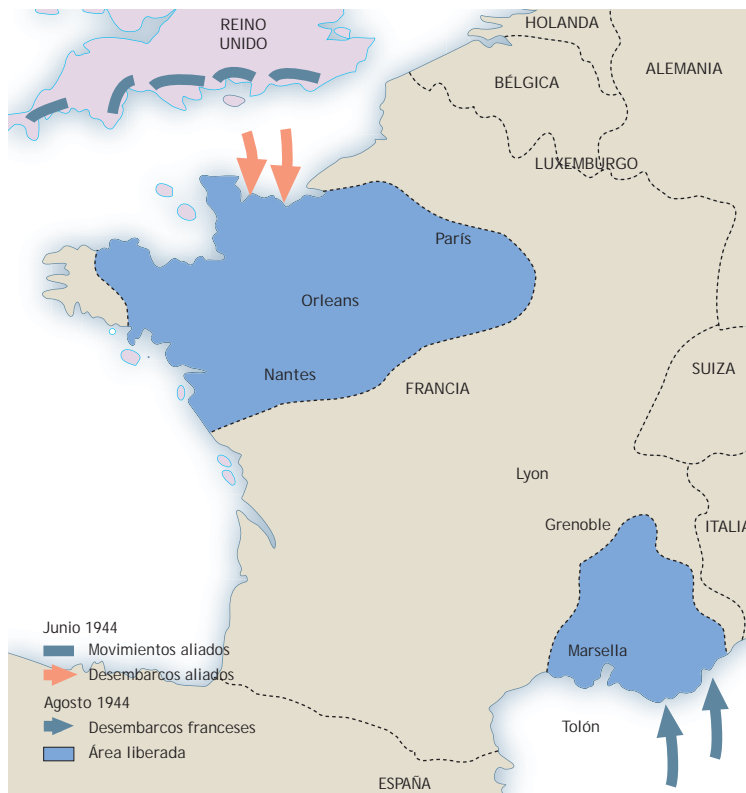 REINO
UNIDO
HOLANDA
ALEMANIA
BÉLGICA
LUXEMBURGO
París
Orleans
Nantes
FRANCIA
SUIZA
Lyon
Grenoble
ITALIA
Marsella
Tolón
ESPAÑA
Junio 1944
Movimientos aliados
Desembarcos aliados
Agosto 1944
Desembarcos franceses
Área liberada